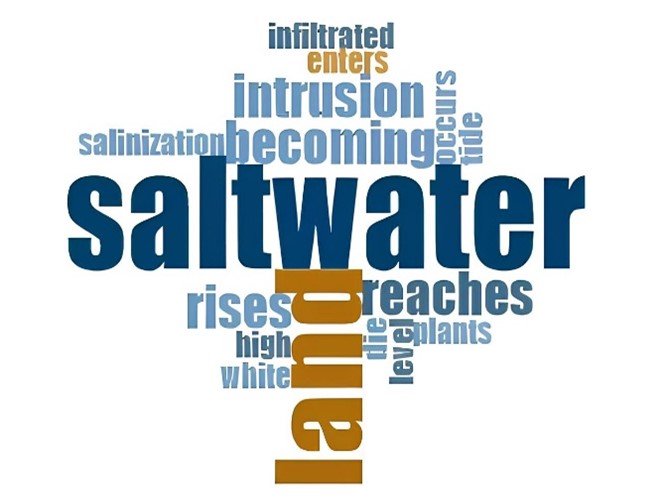 infiltrated
enters
intrusion
occurs
tide
salinization
becoming
saltwater
land
reaches
rises
die
level
plants
high
white